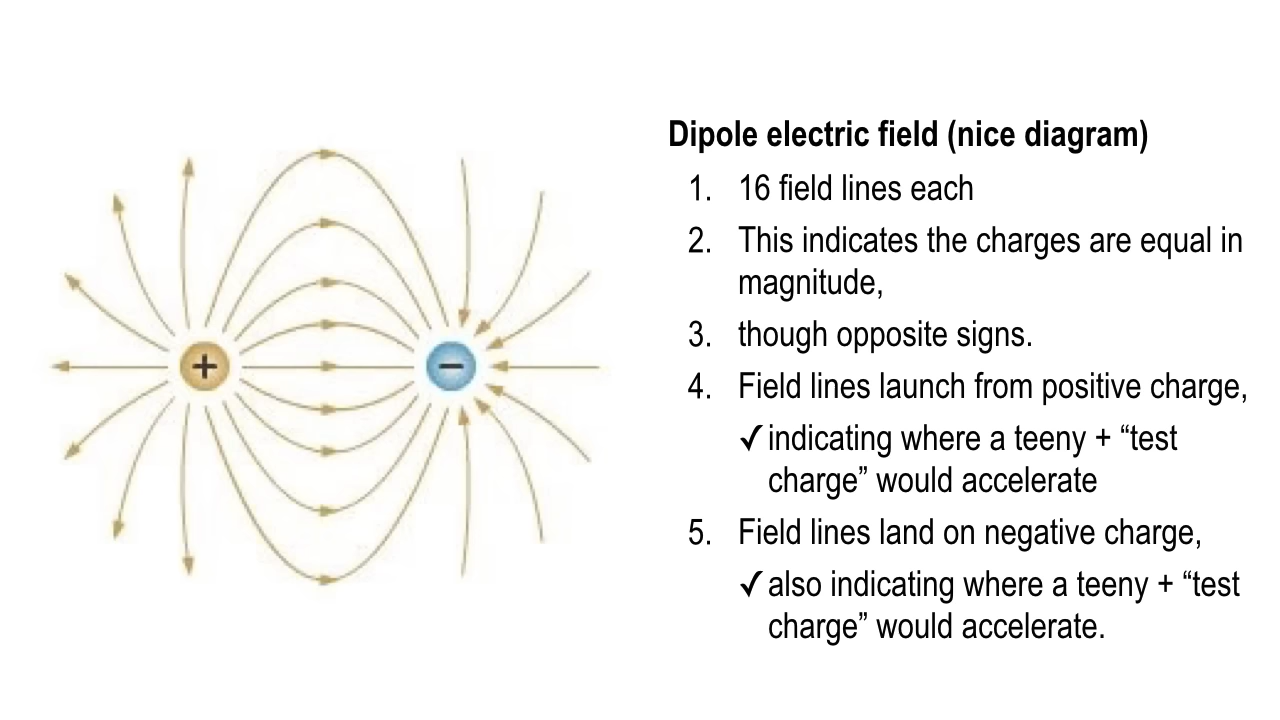 +
−
Dipole electric field (nice diagram)
1. 16 field lines each
2. This indicates the charges are equal in
magnitude,
3. though opposite signs.
4. Field lines launch from positive charge,
✓indicating where a teeny + “test
charge” would accelerate
5. Field lines land on negative charge,
✓also indicating where a teeny + “test
charge” would accelerate.